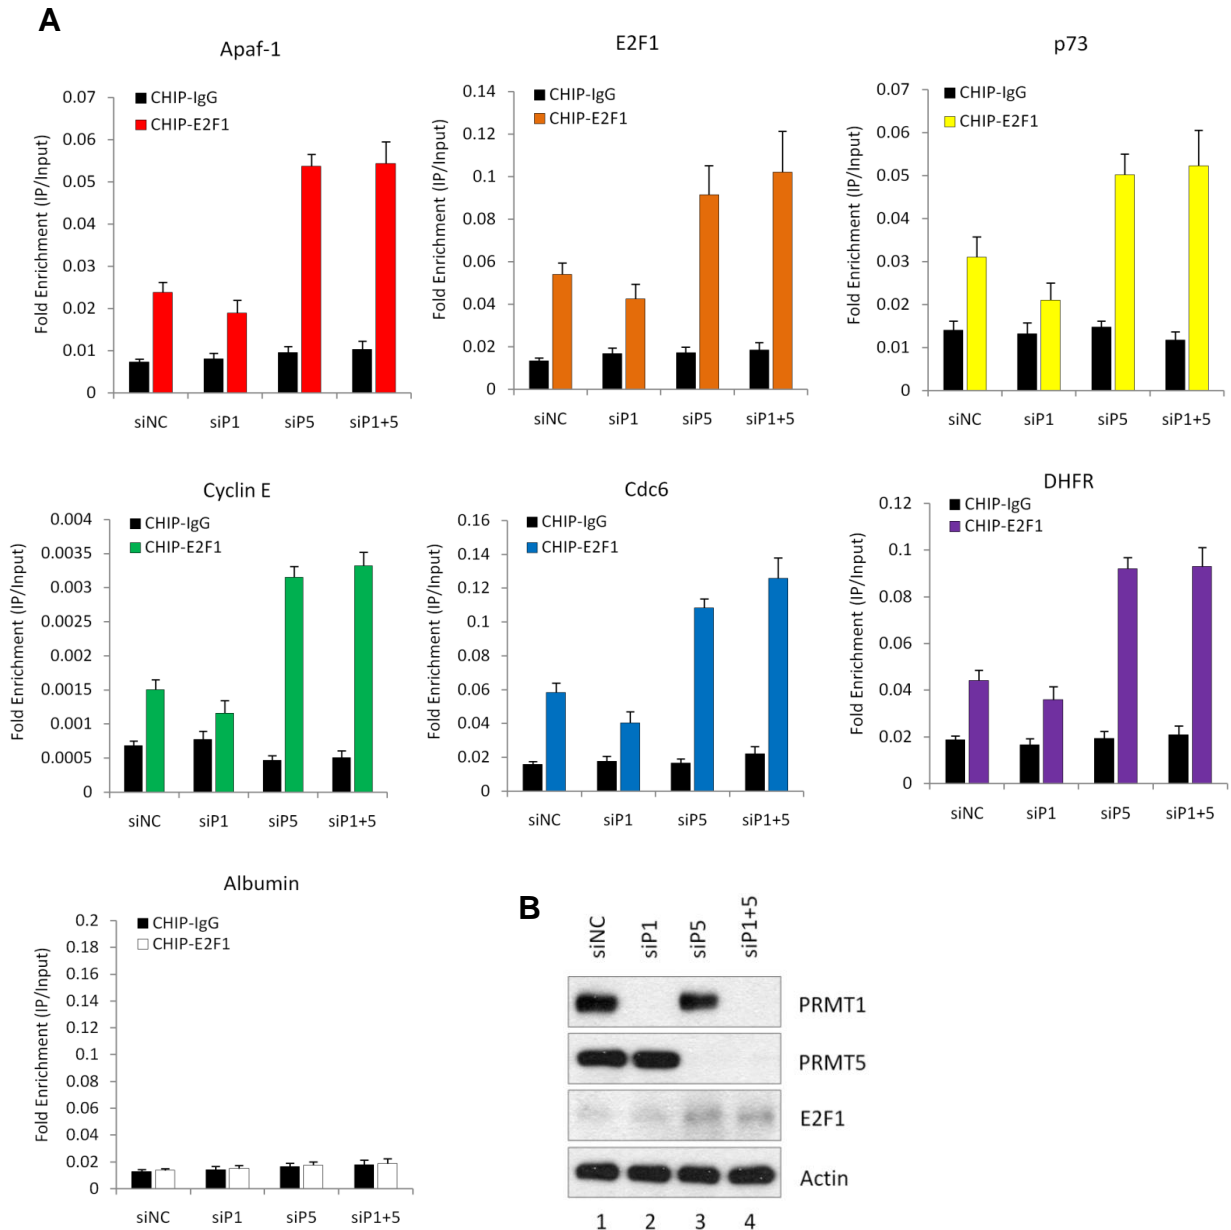 A
Apaf-1
Fold Enrichment (IP/Input)
CHIP-IgG
CHIP-E2F1
0.07
0.06
0.05
0.04
0.03
0.02
0.01
0
siNC siP1 siP5 siP1+5
E2F1
Fold Enrichment (IP/Input)
CHIP-IgG
CHIP-E2F1
0.14
0.12
0.1
0.08
0.06
0.04
0.02
0
siNC siP1 siP5 siP1+5
p73
Fold Enrichment (IP/Input)
CHIP-IgG
CHIP-E2F1
0.07
0.06
0.05
0.04
0.03
0.02
0.01
0
siNC siP1 siP5 siP1+5
Cyclin E
Fold Enrichment (IP/Input)
CHIP-IgG
CHIP-E2F1
0.004
0.0035
0.003
0.0025
0.002
0.0015
0.001
0.0005
0
siNC siP1 siP5 siP1+5
Cdc6
Fold Enrichment (IP/Input)
CHIP-IgG
CHIP-E2F1
0.16
0.14
0.12
0.1
0.08
0.06
0.04
0.02
0
siNC siP1 siP5 siP1+5
DHFR
Fold Enrichment (IP/Input)
CHIP-IgG
CHIP-E2F1
0.12
0.1
0.08
0.06
0.04
0.02
0
siNC siP1 siP5 siP1+5
Albumin
Fold Enrichment (IP/Input)
CHIP-IgG
CHIP-E2F1
0.2
0.18
0.16
0.14
0.12
0.1
0.08
0.06
0.04
0.02
0
siNC siP1 siP5 siP1+5
B
siNC siP1 siP5 siP1+5
PRMT1
PRMT5
E2F1
Actin
1 2 3 4